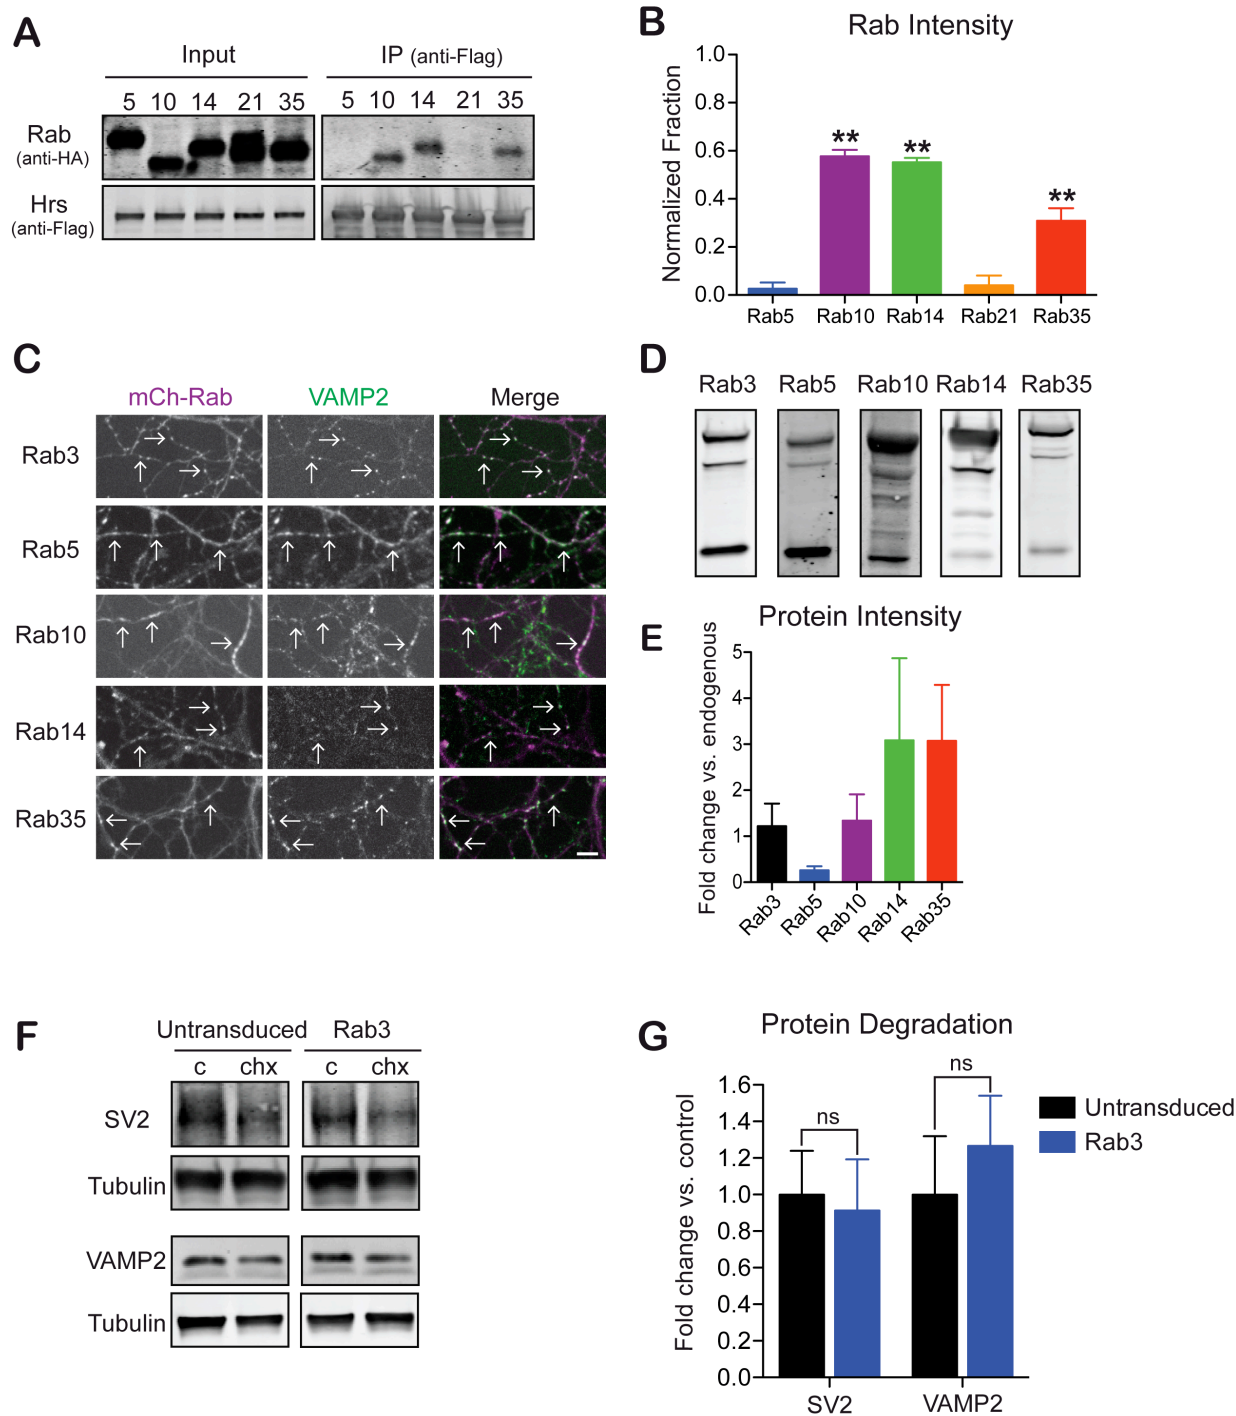 A
Input
IP (anti-Flag)
5 10 14 21 35
5 10 14 21 35
Rab
(anti-HA)
Hrs
(anti-Flag)
B
Rab Intensity
Normalized Fraction
1.0
0.8
0.6
0.4
0.2
0.0
**
**
**
Rab5
Rab10
Rab14
Rab21
Rab35
C
mCh-Rab
VAMP2
Merge
Rab3
Rab5
Rab10
Rab14
Rab35
D
Rab3
Rab5
Rab10
Rab14
Rab35
E
Protein Intensity
Fold change vs. endogenous
5
4
3
2
1
0
Rab3
Rab5
Rab10
Rab14
Rab35
F
Untransduced
Rab3
c chx
c chx
SV2
Tubulin
VAMP2
Tubulin
G
Protein Degradation
Fold change vs. control
1.6
1.4
1.2
1.0
0.8
0.6
0.4
0.2
0.0
ns
ns
SV2
VAMP2
Untransduced
Rab3